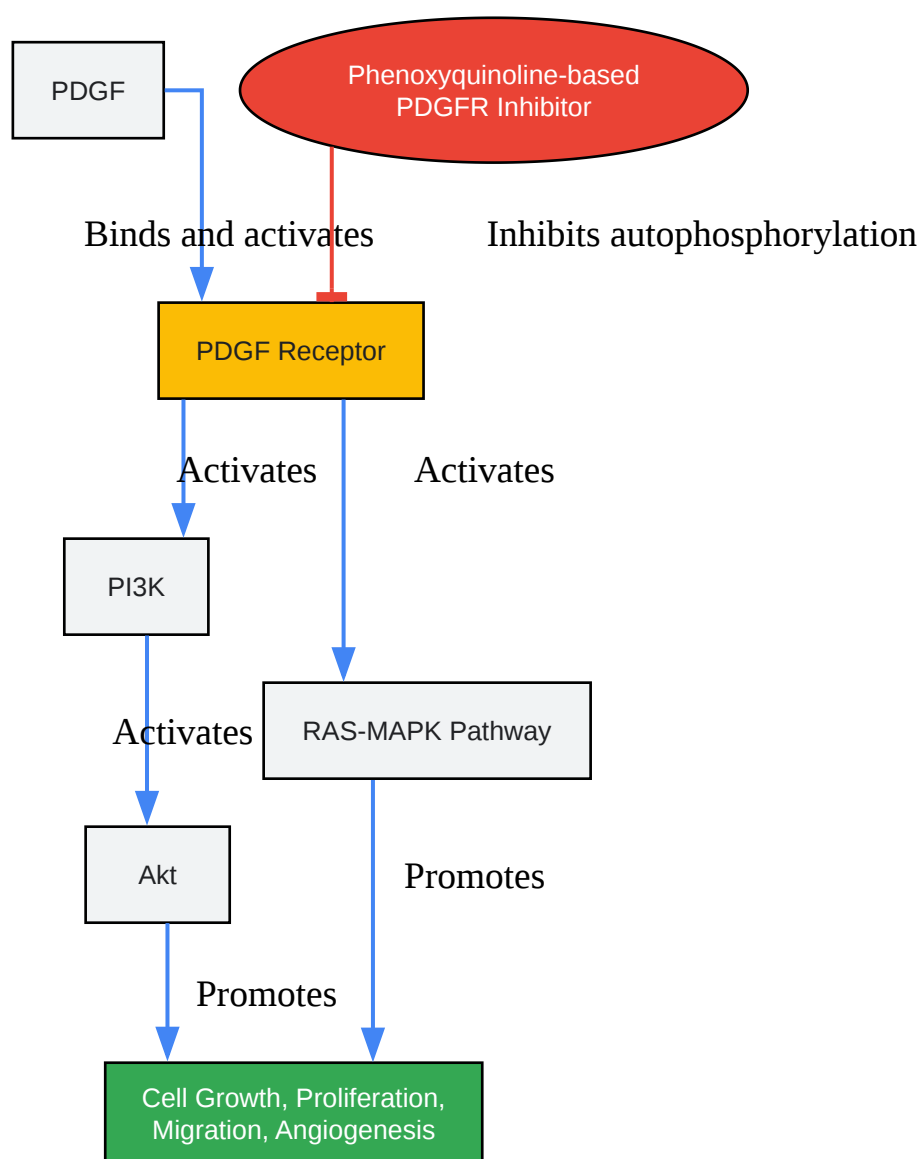 PDGF
Phenoxyquinoline-based
PDGFR Inhibitor
Binds and activates
Inhibits autophosphorylation
PDGF Receptor
Activates
Activates
PI3K
Activates
RAS-MAPK Pathway
Akt
Promotes
Promotes
Cell Growth, Proliferation,
Migration, Angiogenesis